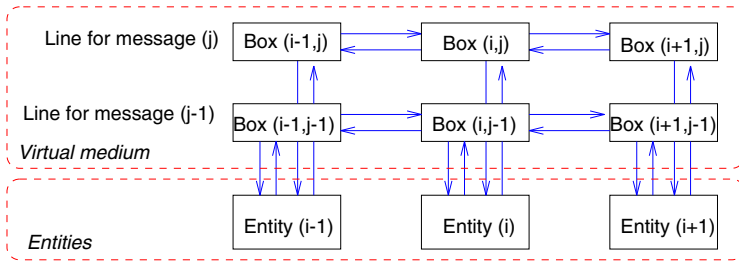 Line for message (j)
Box (i-1,j)
Box (i,j)
Box (i+1,j)
Line for message (j-1)
Box (i-1,j-1)
Box (i,j-1)
Box (i+1,j-1)
Virtual medium
Entity (i-1)
Entity (i)
Entity (i+1)
Entities